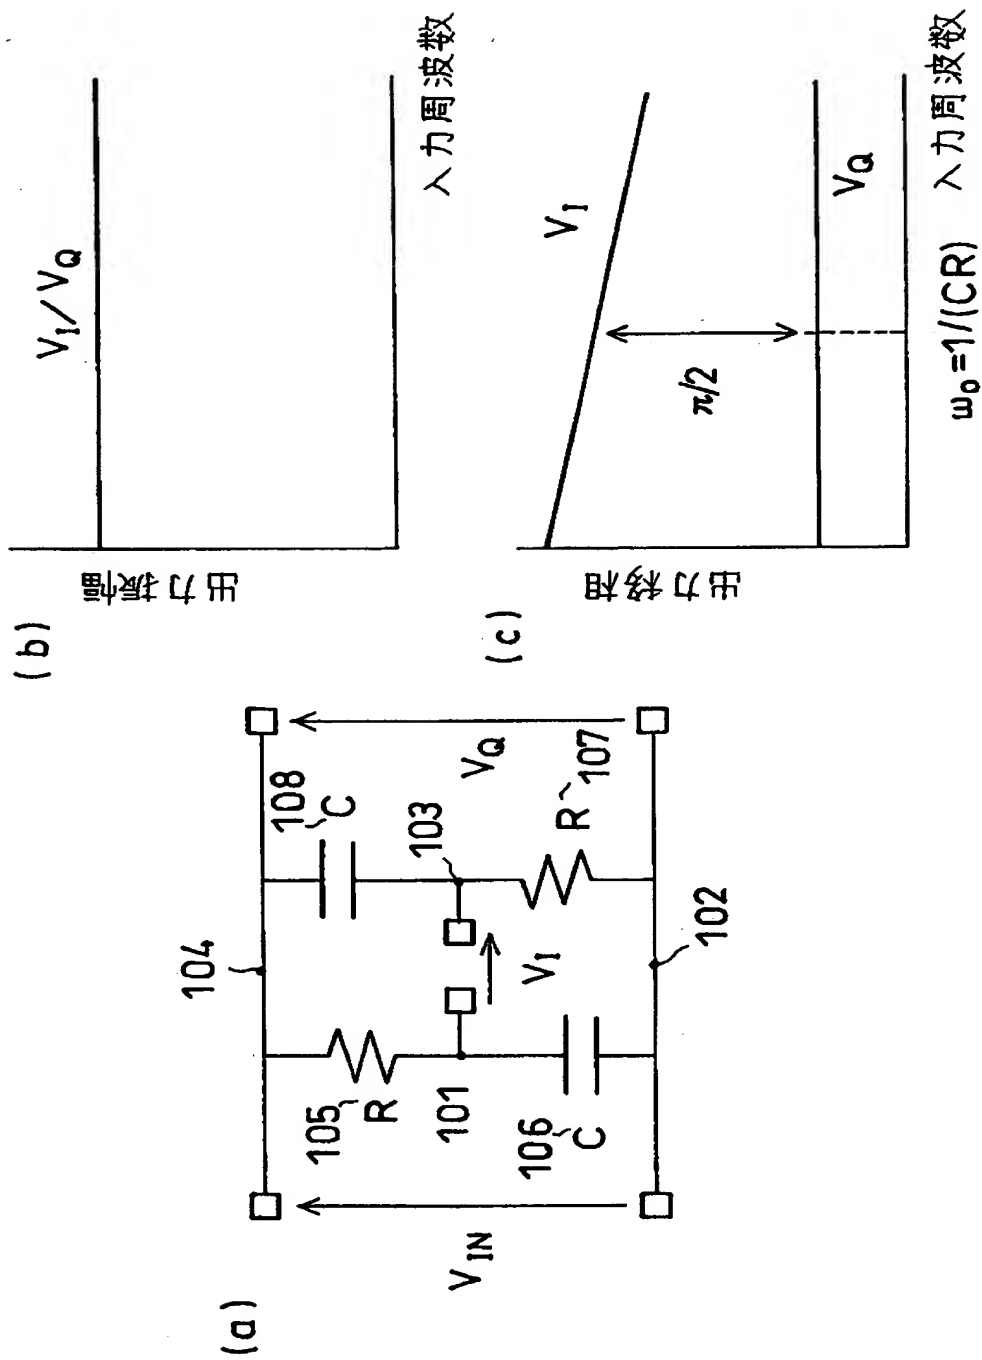 (a)
V_IN
104
105
R
101
106
C
V_I
108
C
103
V_Q
R
107
102
(b)
出力振幅
V_I/V_Q
入力周波数
(c)
出力移相
V_I
π/2
V_Q
ω_0=1/(CR)
入力周波数